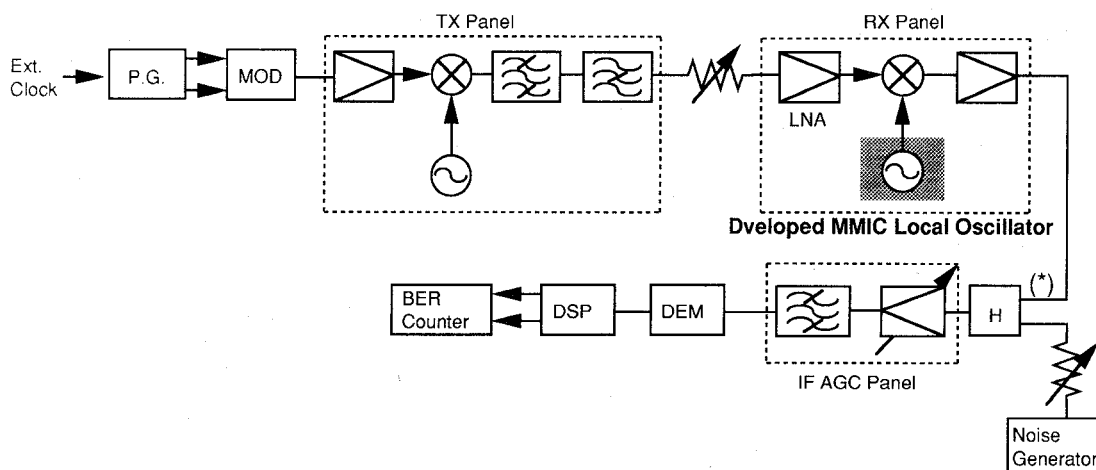 TX Panel
RX Panel
Ext.
Clock
P.G.
MOD
LNA
Dveloped MMIC Local Oscillator
(*)
BER
Counter
DSP
DEM
H
IF AGC Panel
Noise
Generator